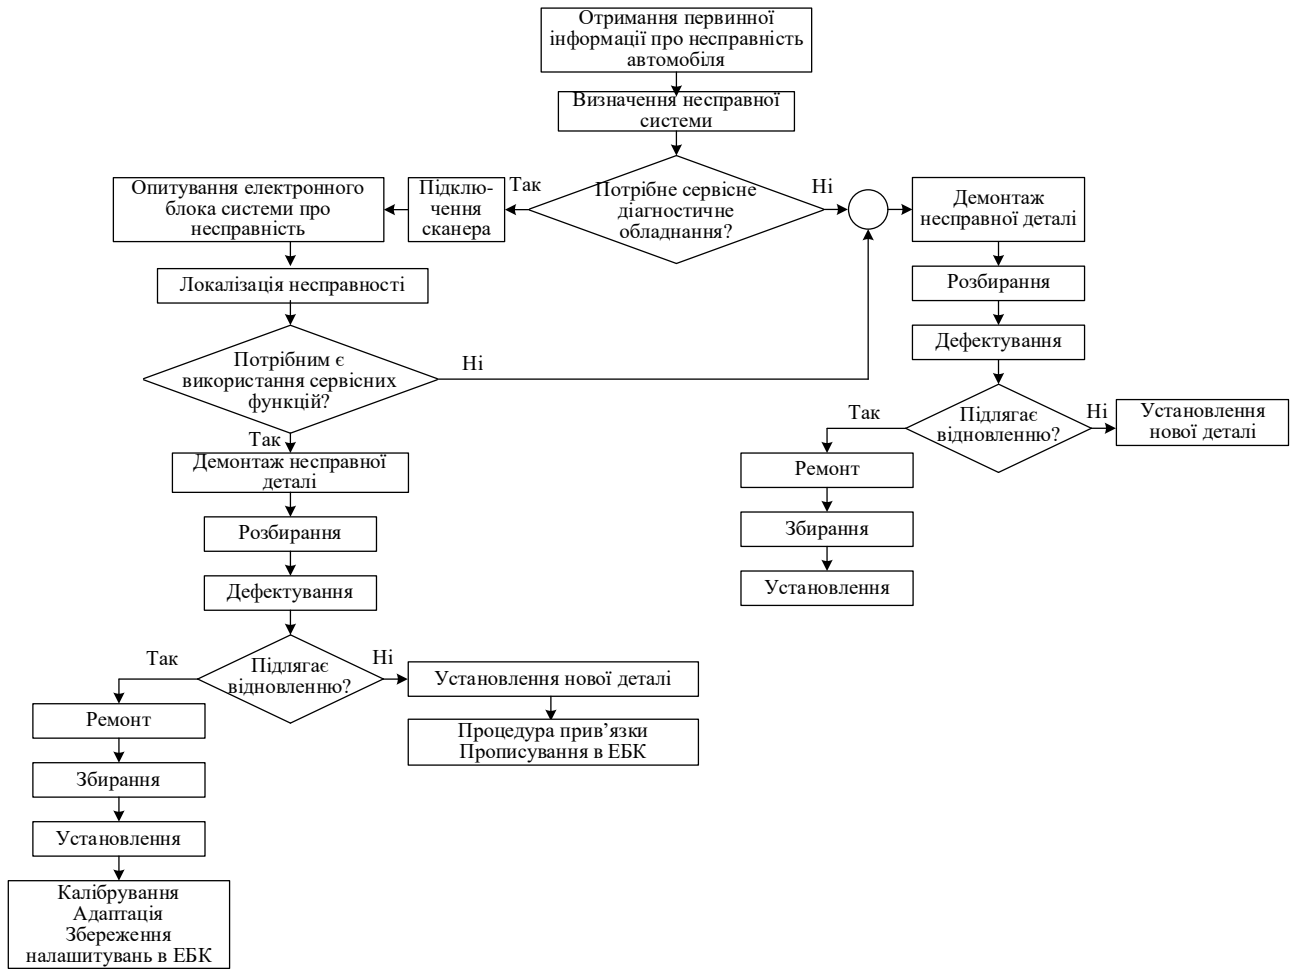 Отримання первинної
інформації про несправність
автомобіля
Визначення несправної
системи
Потрібне сервісне
діагностичне
обладнання?
Так
Ні
Підклю-
чення
сканера
Опитування електронного
блока системи про
несправність
Локалізація несправності
Потрібним є
використання сервісних
функцій?
Ні
Так
Демонтаж несправної
деталі
Розбирання
Дефектування
Підлягає
відновленню?
Так
Ні
Ремонт
Збирання
Установлення
Калібрування
Адаптація
Збереження
налашитувань в ЕБК
Установлення нової деталі
Процедура прив’язки
Прописування в ЕБК
Демонтаж
несправної деталі
Розбирання
Дефектування
Підлягає
відновленню?
Так
Ні
Установлення
нової деталі
Ремонт
Збирання
Установлення